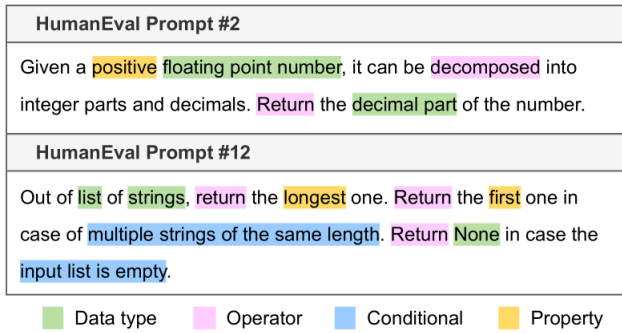 HumanEval Prompt #2
Given a positive floating point number, it can be decomposed into
integer parts and decimals. Return the decimal part of the number.
HumanEval Prompt #12
Out of list of strings, return the longest one. Return the first one in
case of multiple strings of the same length. Return None in case the
input list is empty.
Data type Operator Conditional Property